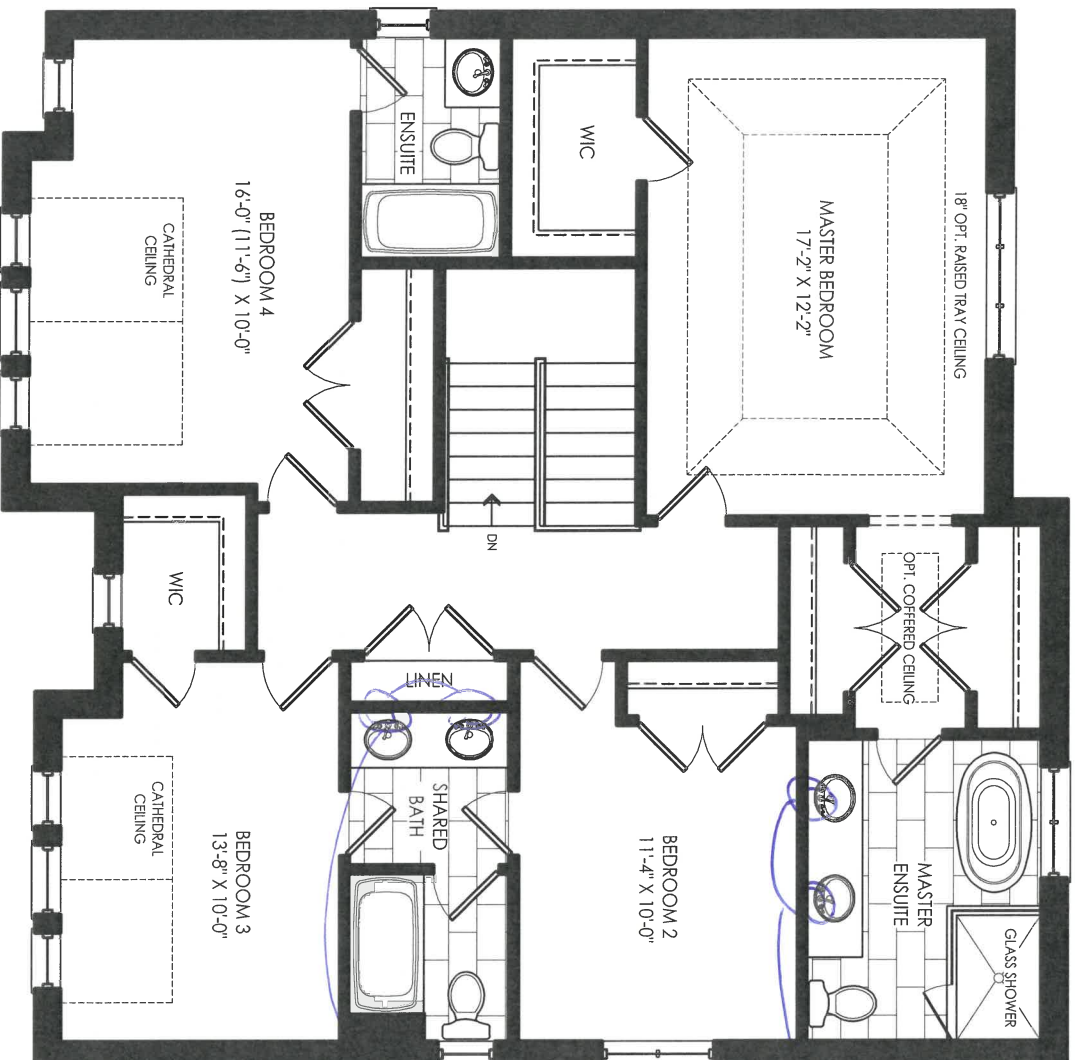 18" OPT. RAISED TRAY CEILING
MASTER BEDROOM
17'-2" X 12'-2"
WIC
ENSUITE
BEDROOM 4
16'-0" (11'-6") X 10'-0"
CATHEDRAL
CEILING
DN
OPT. COFFERED CEILING
WIC
LINEN
GLASS SHOWER
MASTER
ENSUITE
BEDROOM 2
11'-4" X 10'-0"
SHARED
BATH
BEDROOM 3
13'-8" X 10'-0"
CATHEDRAL
CEILING